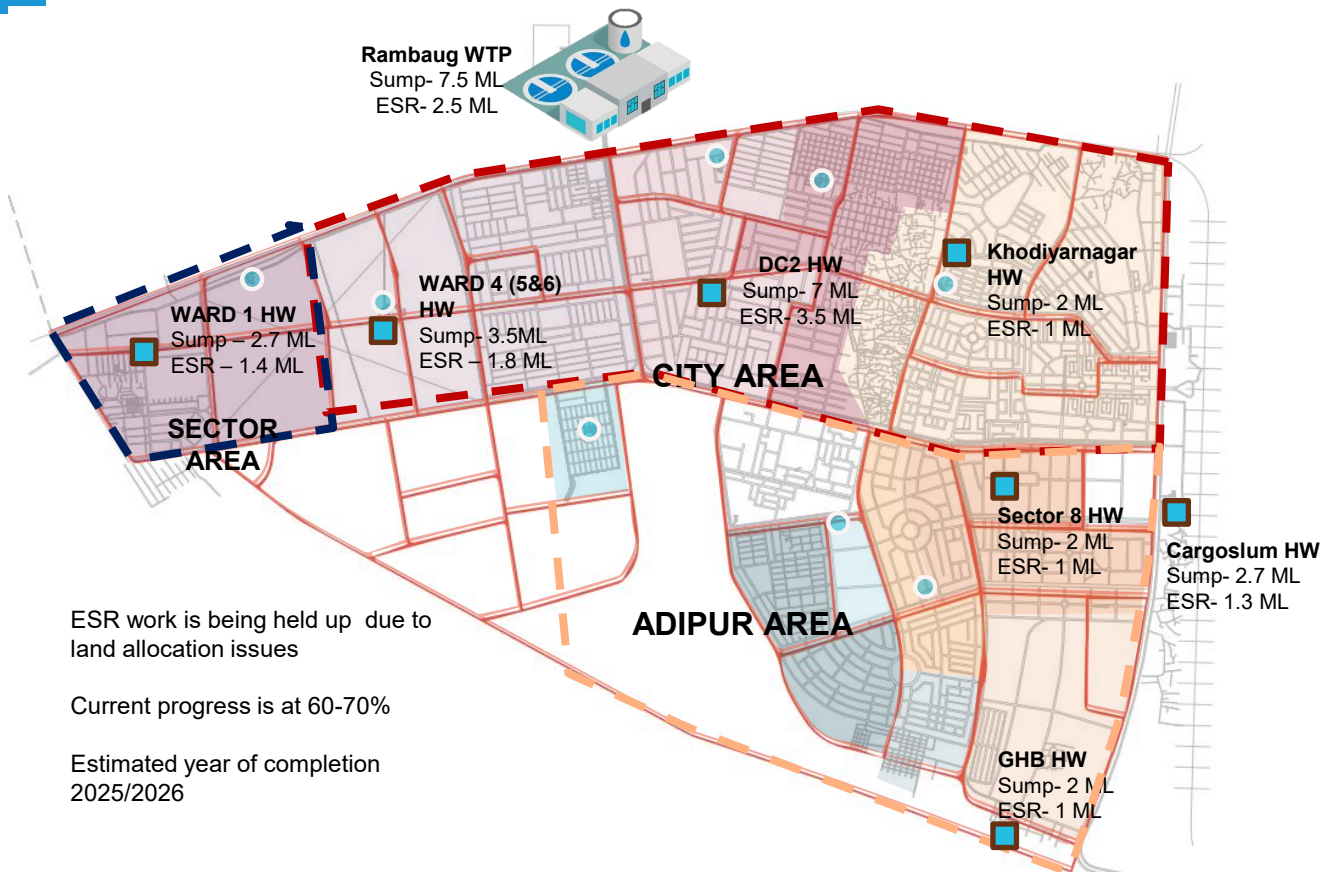 Rambaug WTP
Sump- 7.5 ML
ESR- 2.5 ML
WARD 1 HW
Sump – 2.7 ML
ESR – 1.4 ML
SECTOR
AREA
WARD 4 (5&6)
HW
Sump- 3.5ML
ESR – 1.8 ML
DC2 HW
Sump- 7 ML
ESR- 3.5 ML
Khodiyarnagar
HW
Sump- 2 ML
ESR- 1 ML
CITY AREA
Sector 8 HW
Sump- 2 ML
ESR- 1 ML
Cargoslum HW
Sump- 2.7 ML
ESR- 1.3 ML
ADIPUR AREA
GHB HW
Sump- 2 ML
ESR- 1 ML
ESR work is being held up  due to
land allocation issues
Current progress is at 60-70%
Estimated year of completion
2025/2026